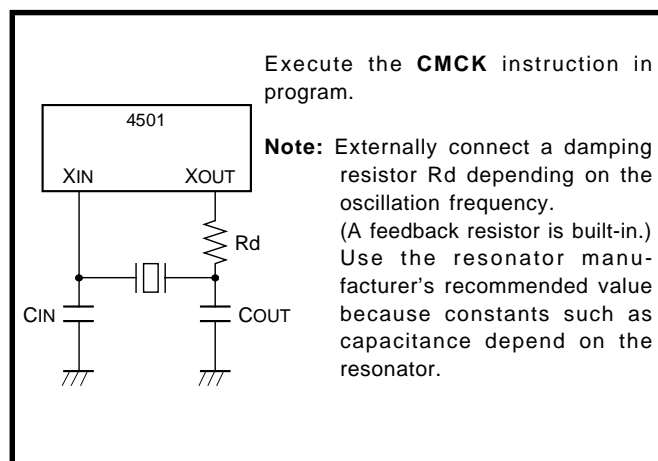 Execute the CMCK instruction in
program.
4501
XIN
XOUT
Rd
CIN
COUT
Note: Externally connect a damping
resistor Rd depending on the
oscillation frequency.
(A feedback resistor is built-in.)
Use the resonator manu-
facturer's recommended value
because constants such as
capacitance depend on the
resonator.